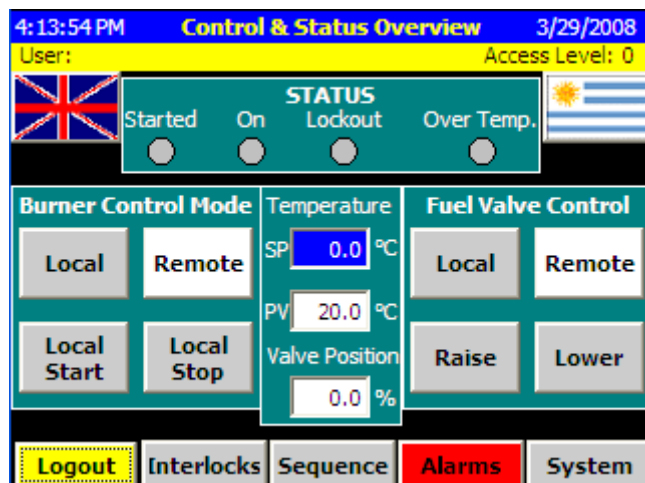 4:13:54 PM Control & Status Overview 3/29/2008
User: Access Level: 0
STATUS
Started On Lockout Over Temp.
Burner Control Mode Temperature Fuel Valve Control
Local Remote SP 0.0 ºC Local Remote
PV 20.0 ºC
Local Start Local Stop Valve Position Raise Lower
0.0 %
Logout Interlocks Sequence Alarms System